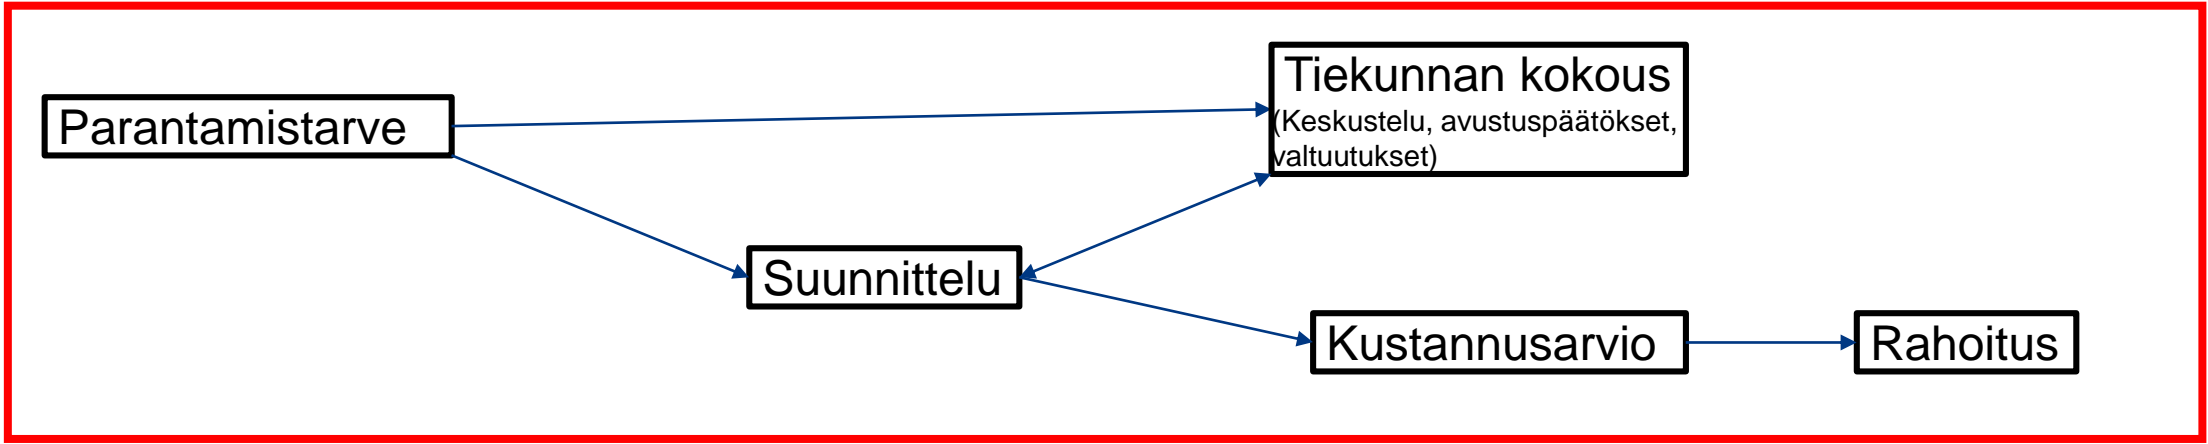 Parantamistarve
Tiekunnan kokous
(Keskustelu, avustuspäätökset,
valtuutukset)
Suunnittelu
Kustannusarvio
Rahoitus